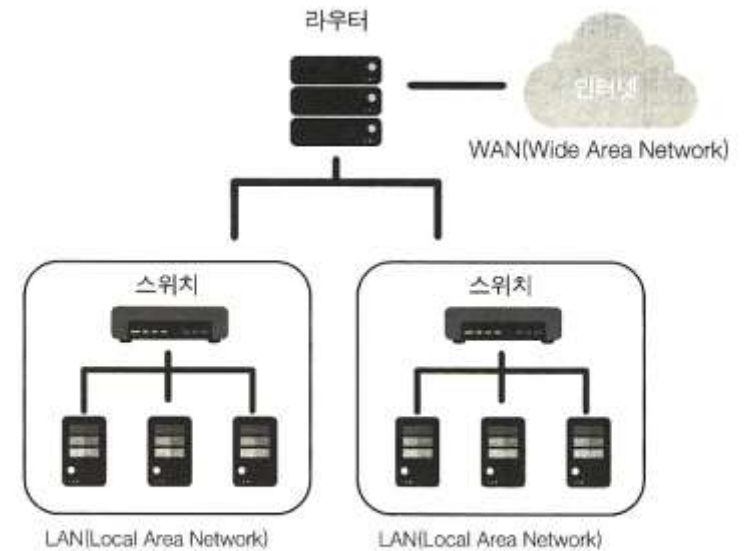 라우터
인터넷
WAN(Wide Area Network)
스위치
스위치
LAN(Local Area Network)
LAN(Local Area Network)